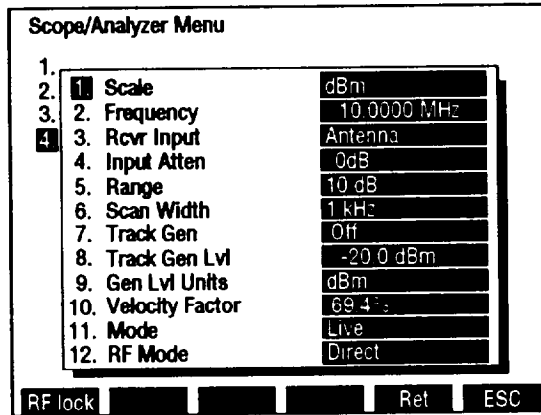 Scope/Analyzer Menu
1.
2.
3.
4.
1. Scale dBm
2. Frequency 10.0000 MHz
3. Rcvr Input Antenna
4. Input Atten 0dB
5. Range 10 dB
6. Scan Width 1 kHz
7. Track Gen Off
8. Track Gen Lvl -20.0 dBm
9. Gen Lvl Units dBm
10. Velocity Factor 69.4%
11. Mode Live
12. RF Mode Direct
RF lock Ret ESC